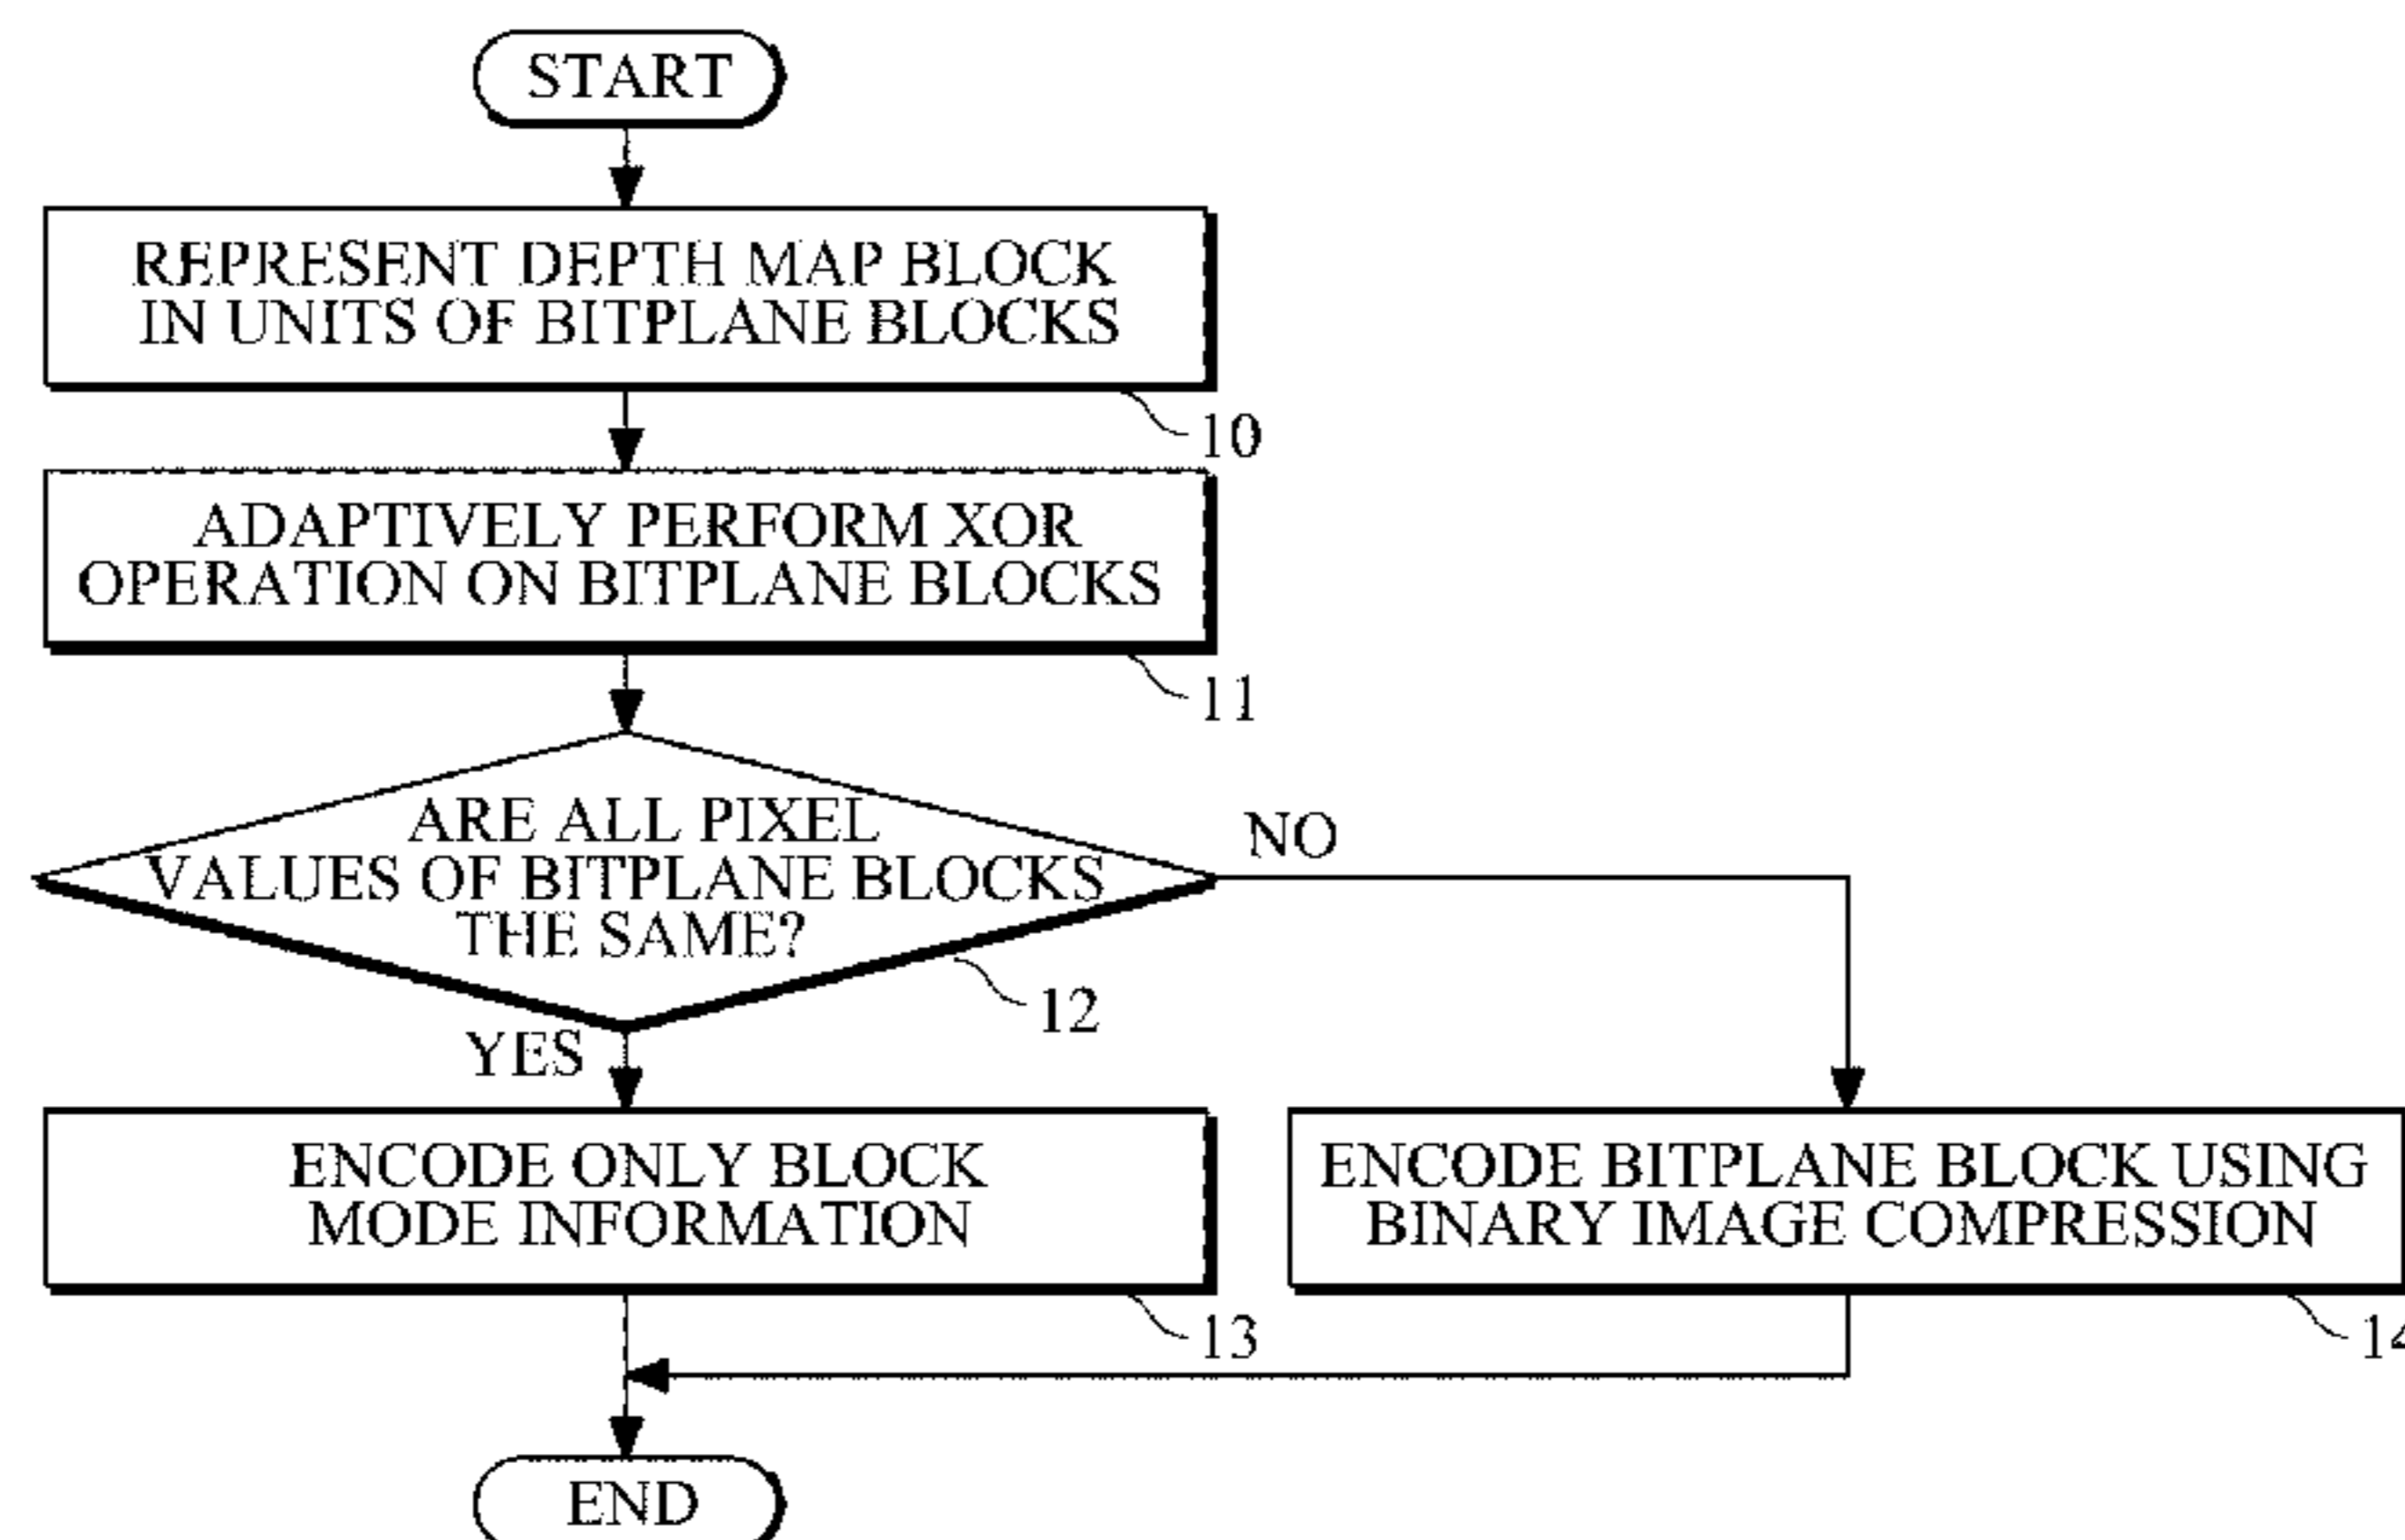 START
REPRESENT DEPTH MAP BLOCK
IN UNITS OF BITPLANE BLOCKS
10
ADAPTIVELY PERFORM XOR
OPERATION ON BITPLANE BLOCKS
11
ARE ALL PIXEL
VALUES OF BITPLANE BLOCKS
THE SAME?
12
NO
YES
ENCODE ONLY BLOCK
MODE INFORMATION
13
ENCODE BITPLANE BLOCK USING
BINARY IMAGE COMPRESSION
14
END